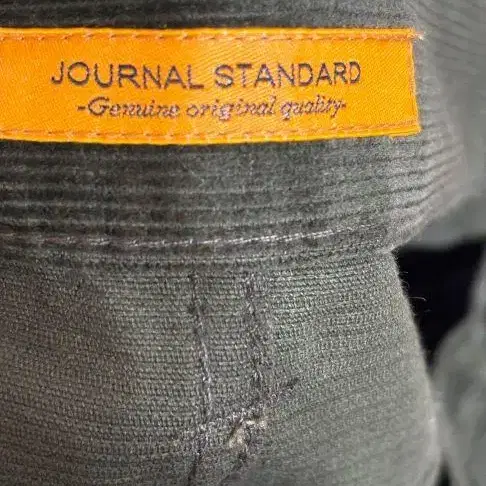 JOURNAL STANDARD
-Genuine original quality-